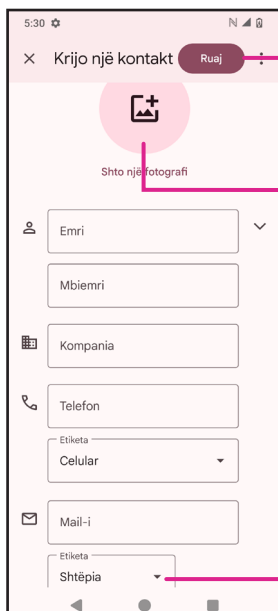 5:30
Krijo një kontakt
Ruaj
Shto një fotografi
Emri
Mbiemri
Kompania
Telefon
Etiketa
Celular
Mail-i
Etiketa
Shtëpia